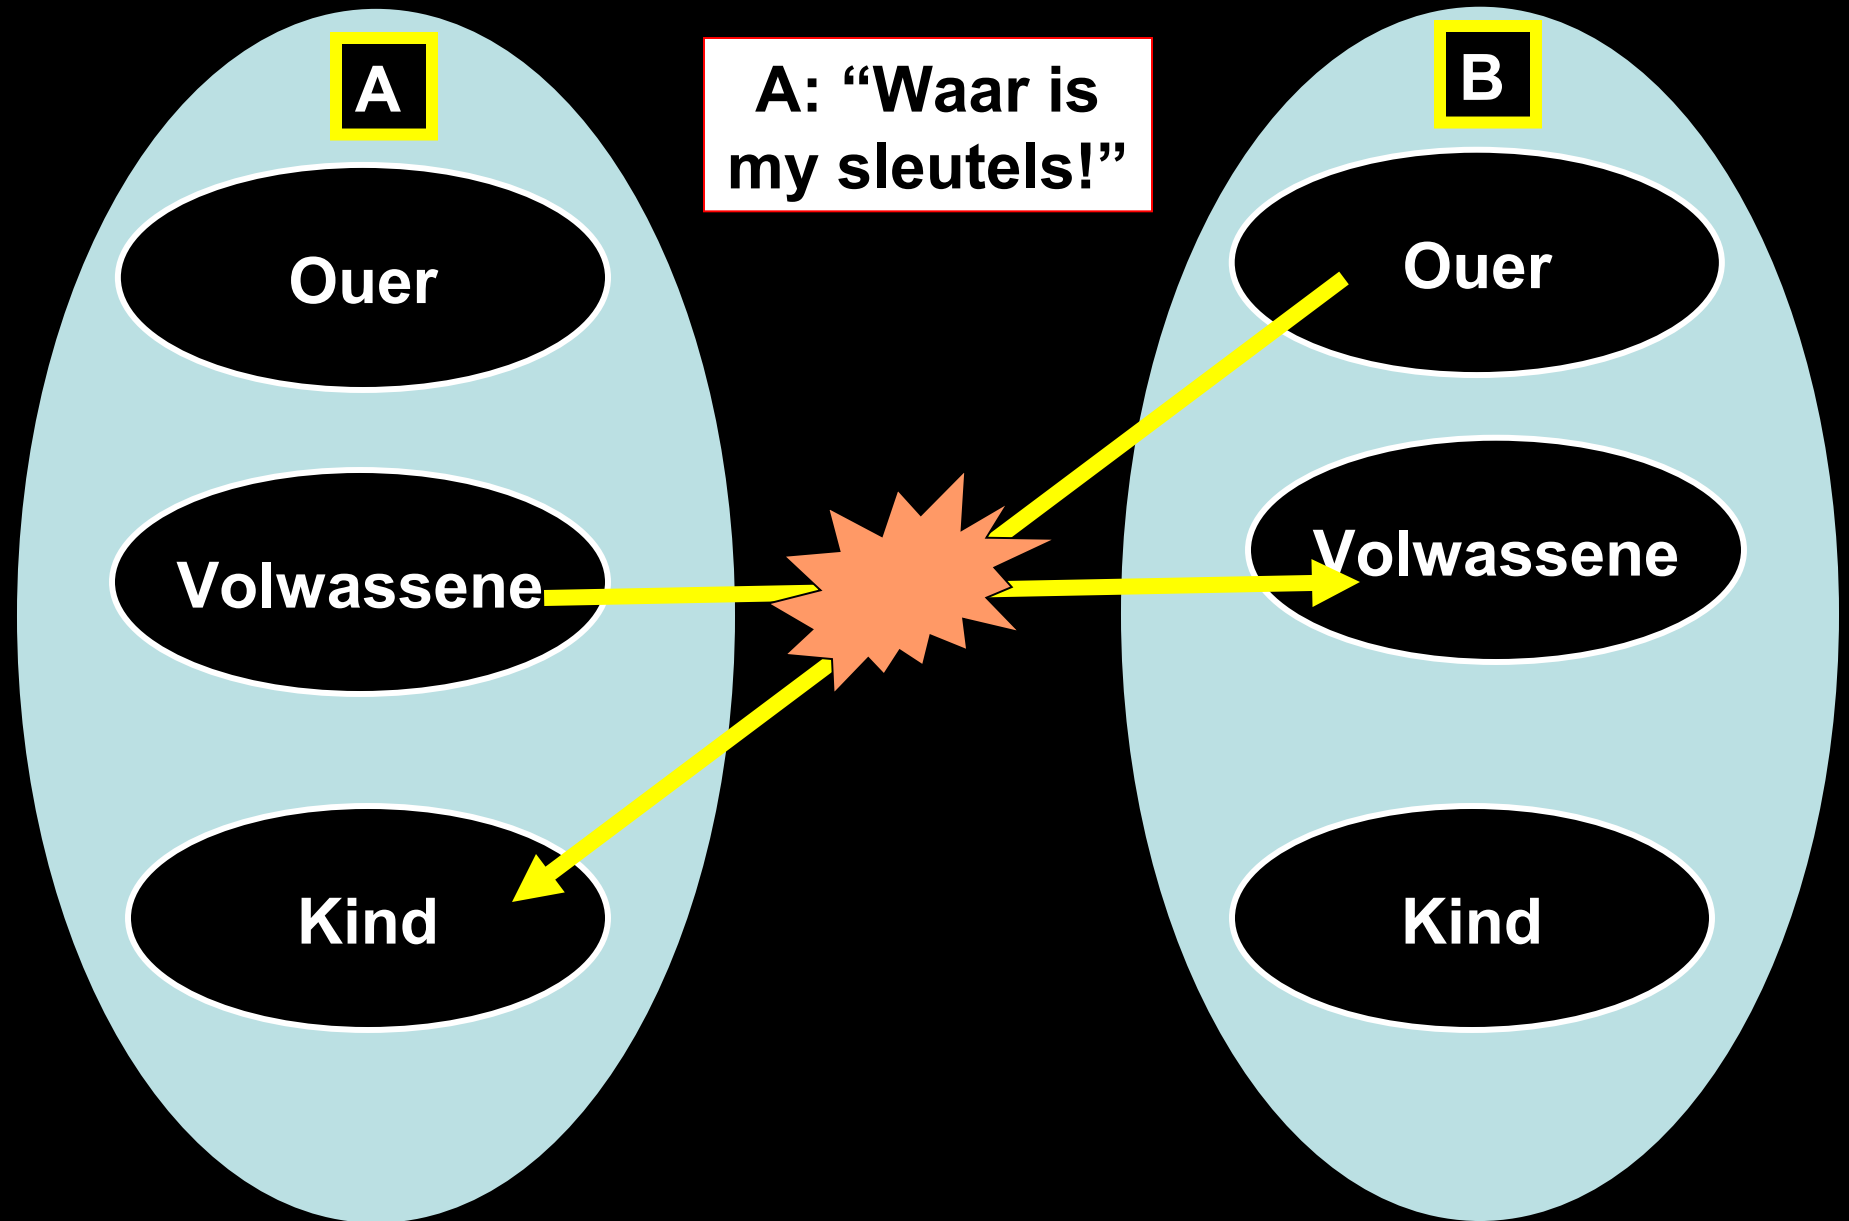 A
A: “Waar is
my sleutels!”
B
Ouer
Ouer
Volwassene
Volwassene
Kind
Kind